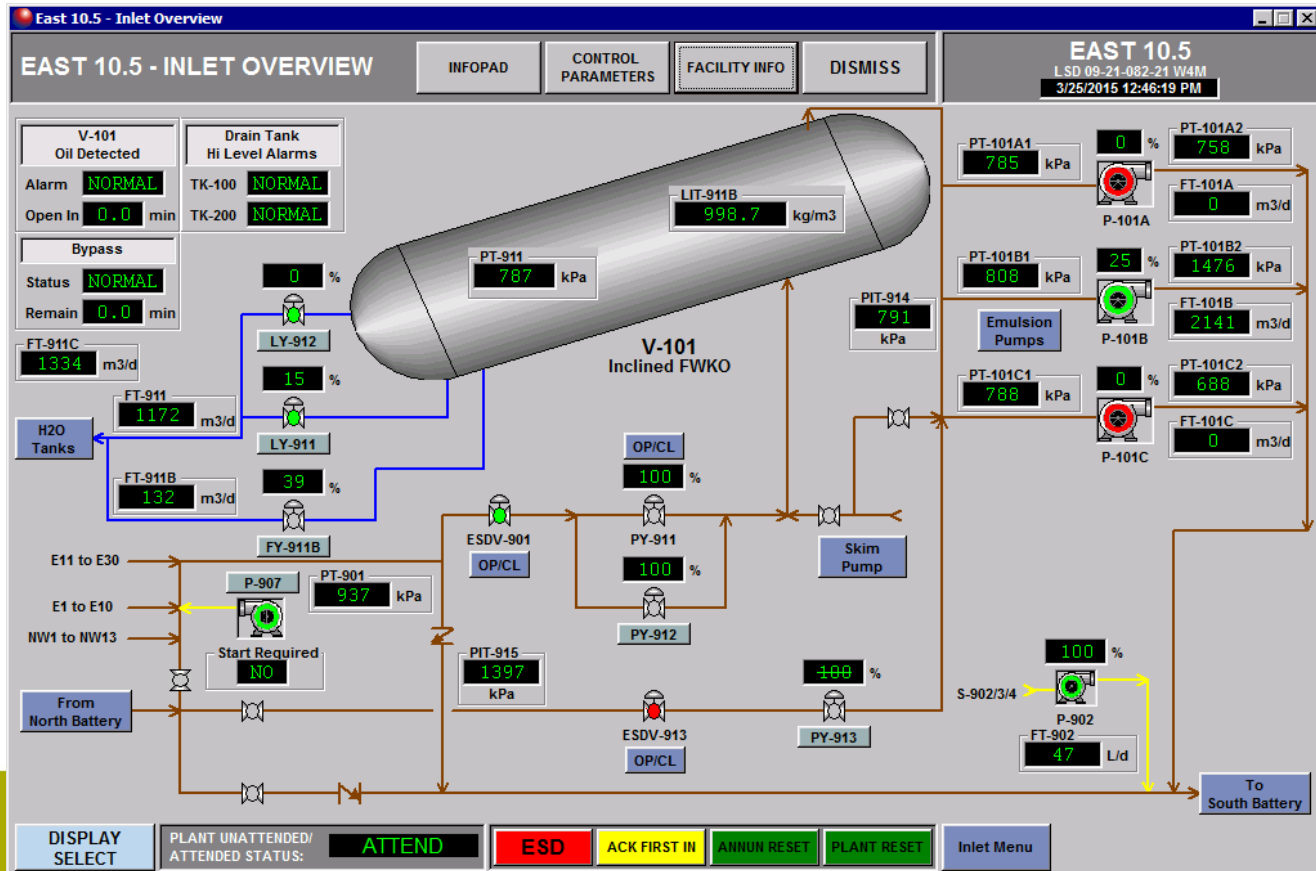 East 10.5 - Inlet Overview
EAST 10.5 - INLET OVERVIEW
INFOPAD
CONTROL
PARAMETERS
FACILITY INFO
DISMISS
EAST 10.5
LSD 09-21-082-21 W4M
3/25/2015 12:46:19 PM
V-101
Oil Detected
Alarm NORMAL
Open In 0.0 min
Drain Tank
Hi Level Alarms
TK-100 NORMAL
TK-200 NORMAL
Bypass
Status NORMAL
Remain 0.0 min
FT-911C
1334 m3/d
FT-911
1172 m3/d
H2O
Tanks
FT-911B
132 m3/d
0 %
LY-912
15 %
LY-911
39 %
FY-911B
PT-911
787 kPa
LIT-911B
998.7 kg/m3
V-101
Inclined FWKO
PIT-914
791
kPa
PT-101A1
785 kPa
0 %
P-101A
PT-101A2
758 kPa
FT-101A
0 m3/d
PT-101B1
808 kPa
25 %
P-101B
PT-101B2
1476 kPa
FT-101B
2141 m3/d
Emulsion
Pumps
PT-101C1
788 kPa
0 %
P-101C
PT-101C2
688 kPa
FT-101C
0 m3/d
OP/CL
100 %
PY-911
ESDV-901
OP/CL
100 %
PY-912
Skim
Pump
E11 to E30
E1 to E10
NW1 to NW13
P-907
PT-901
937 kPa
Start Required
NO
From
North Battery
PIT-915
1397
kPa
ESDV-913
OP/CL
100 %
PY-913
S-902/3/4
100 %
P-902
FT-902
47 L/d
To
South Battery
DISPLAY
SELECT
PLANT UNATTENDED/
ATTENDED STATUS:
ATTEND
ESD
ACK FIRST IN
ANNUN RESET
PLANT RESET
Inlet Menu